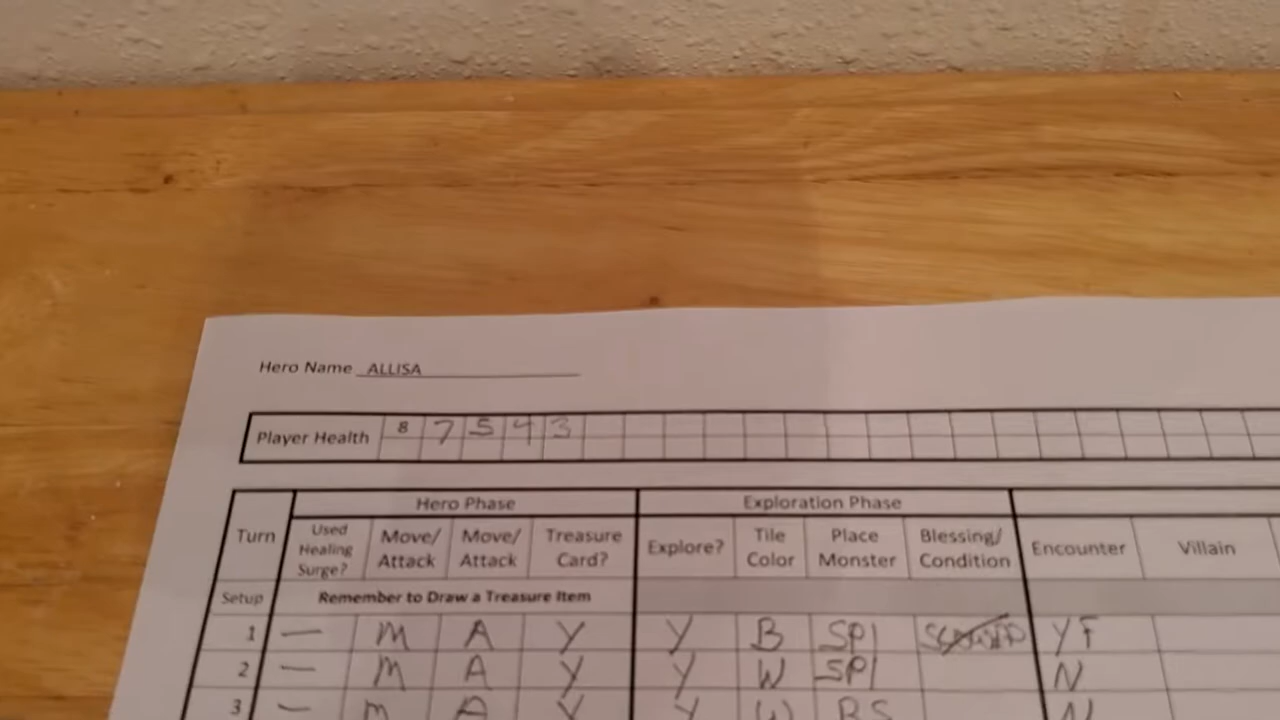 Hero Name ALLISA
Player Health 8 7 5 4 3
Hero Phase Exploration Phase
Turn Used Healing Surge? Move/ Attack Move/ Attack Treasure Card? Explore? Tile Color Place Monster Blessing/ Condition Encounter Villain
Setup Remember to Draw a Treasure Item
1 — M A Y Y B SPI Y F
2 — M A Y Y W SPI N
3 — M A Y Y W N